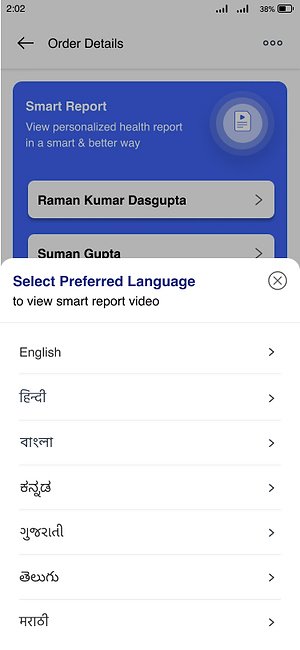 2:02
38%
Order Details
Smart Report
View personalized health report
in a smart & better way
Raman Kumar Dasgupta
Suman Gupta
Select Preferred Language
to view smart report video
English
हिन्दी
বাংলা
ಕನ್ನಡ
ગુજરાતી
తెలుగు
मराठी